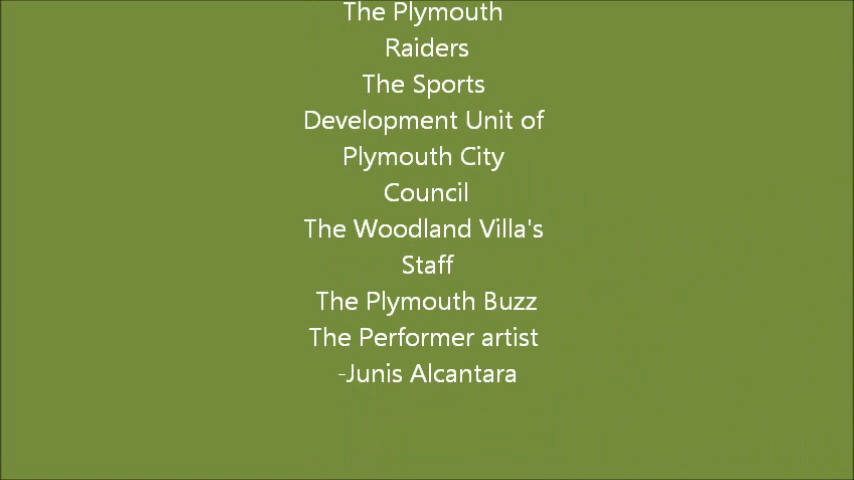 The Plymouth
Raiders
The Sports
Development Unit of
Plymouth City
Council
The Woodland Villa's
Staff
The Plymouth Buzz
The Performer artist
-Junis Alcantara